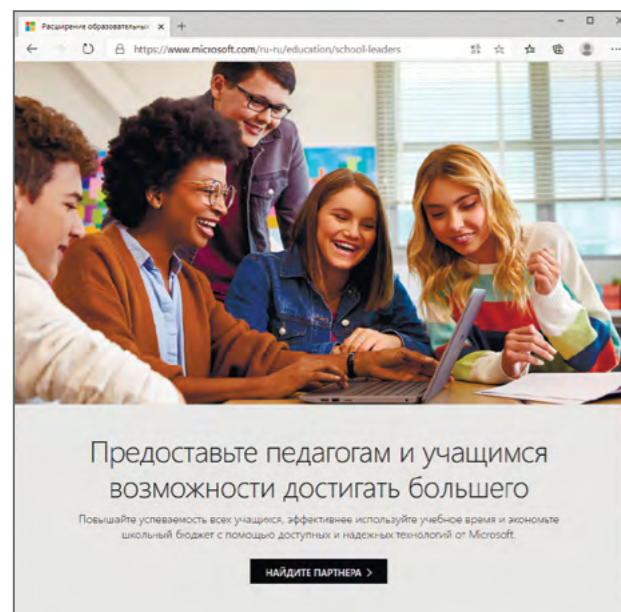 Расширение образовательных
https://www.microsoft.com/ru-ru/education/school-leaders
Предоставьте педагогам и учащимся
возможности достигать большего
Повышайте успеваемость всех учащихся, эффективнее используйте учебное время и экономьте
школьный бюджет с помощью доступных и надежных технологий от Microsoft.
НАЙДИТЕ ПАРТНЕРА >